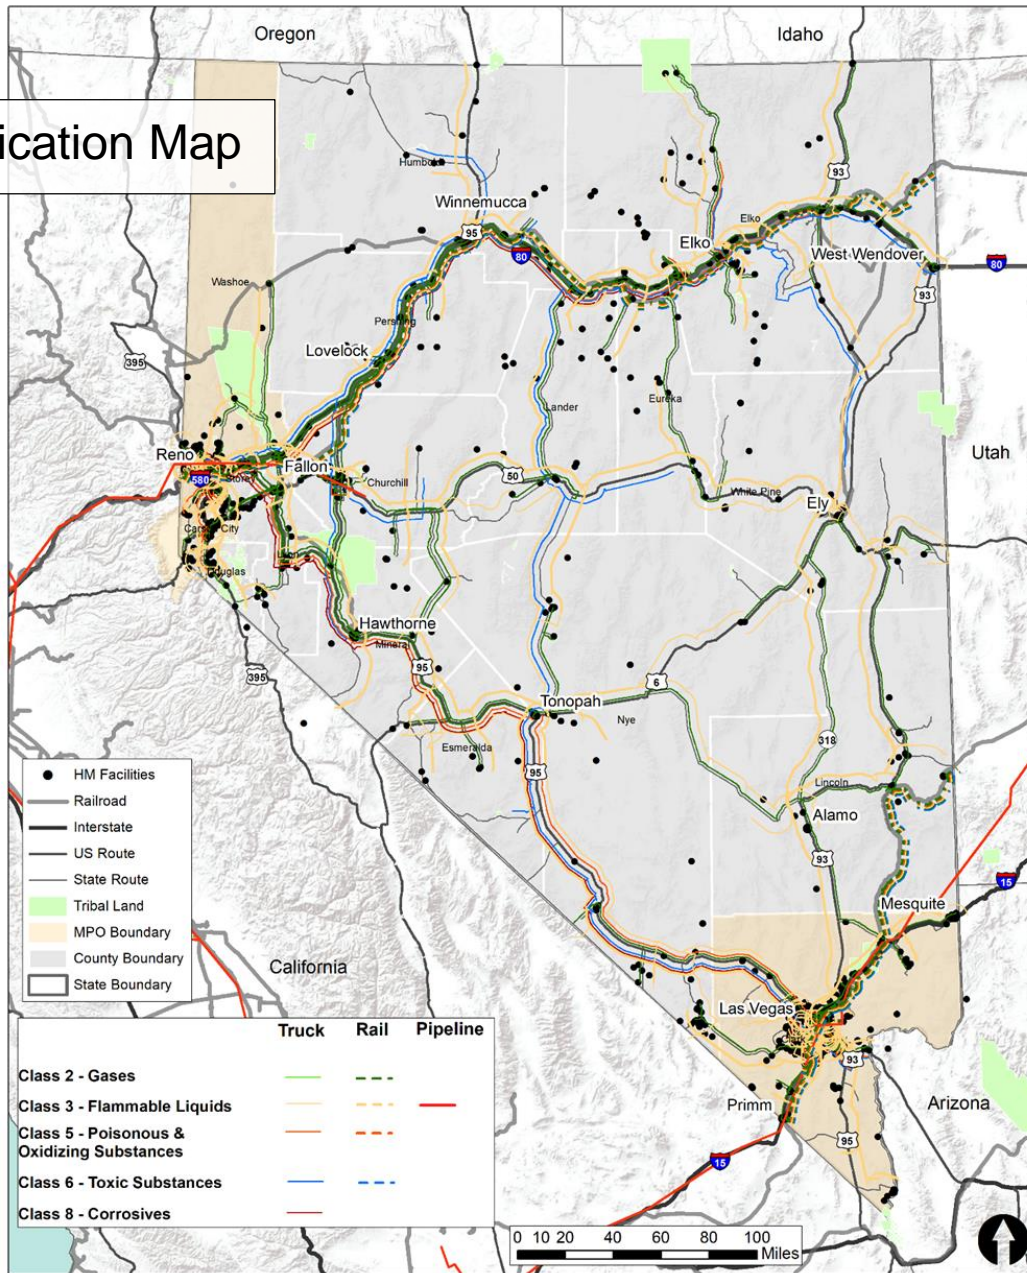 Oregon
Idaho
ication Map
93
Humbol
Winnemucca
95
Elko
Elko
80
West Wendover
80
93
Washoe
Pershing
Lovelock
395
Lander
Eureka
Utah
Reno
580
Storey
Fallon
Churchill
50
White Pine
Ely
Carson City
Douglas
Lyon
Hawthorne
Mineral
95
395
6
Tonopah
Nye
Esmeralda
95
318
Lincoln
Alamo
93
15
Mesquite
California
Las Vegas
93
Primm
Arizona
95
15
HM Facilities
Railroad
Interstate
US Route
State Route
Tribal Land
MPO Boundary
County Boundary
State Boundary
Truck Rail Pipeline
Class 2 - Gases
Class 3 - Flammable Liquids
Class 5 - Poisonous &
Oxidizing Substances
Class 6 - Toxic Substances
Class 8 - Corrosives
0 10 20 40 60 80 100
Miles